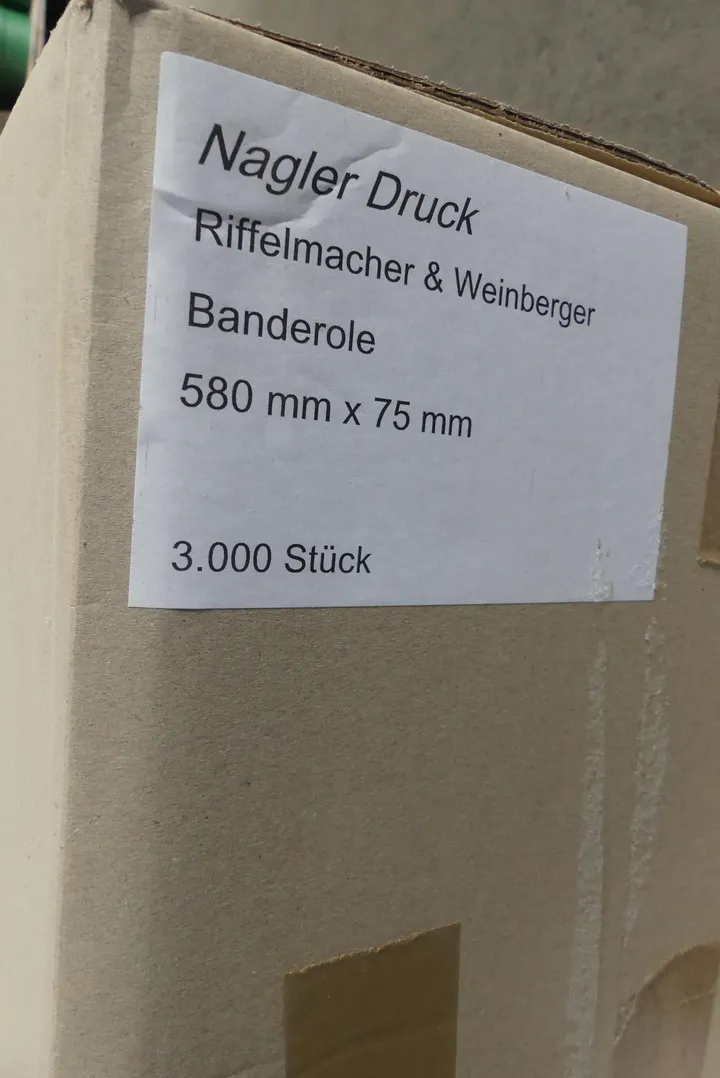 Nagler Druck
Riffelmacher & Weinberger
Banderole
580 mm x 75 mm
3.000 Stück